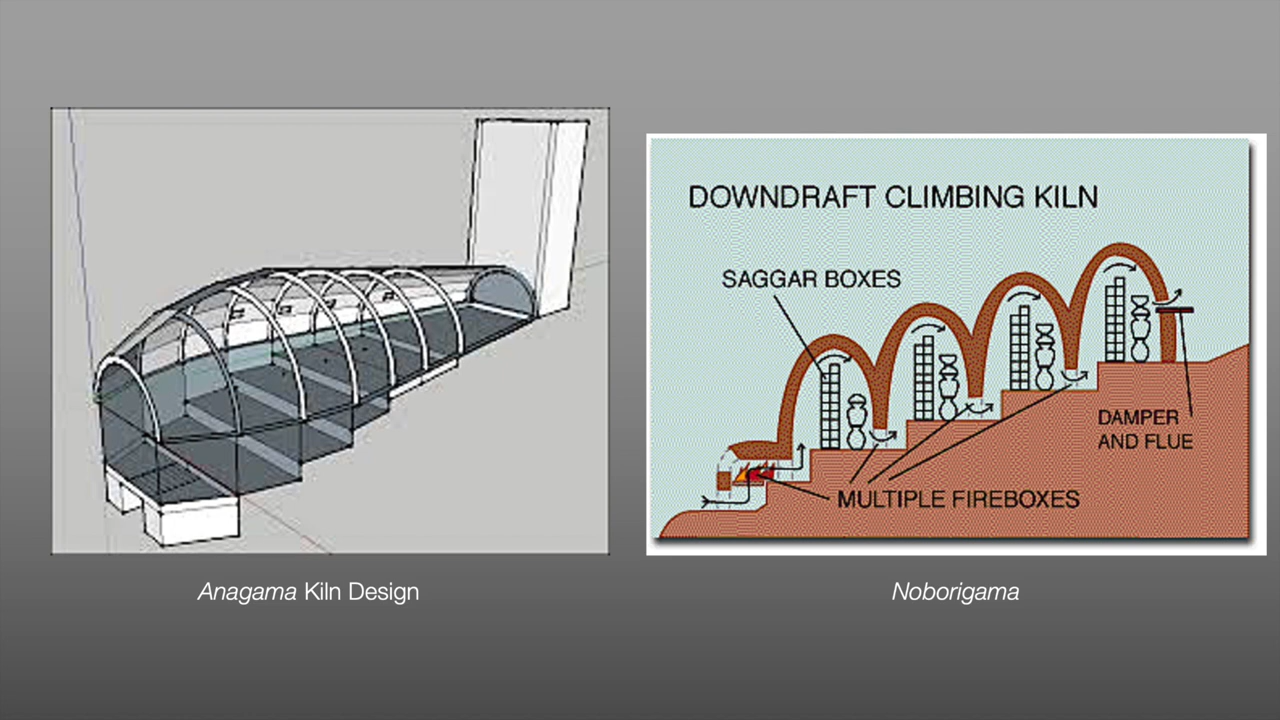 DOWNDRAFT CLIMBING KILN
SAGGAR BOXES
DAMPER
AND FLUE
MULTIPLE FIREBOXES
Anagama Kiln Design
Noborigama